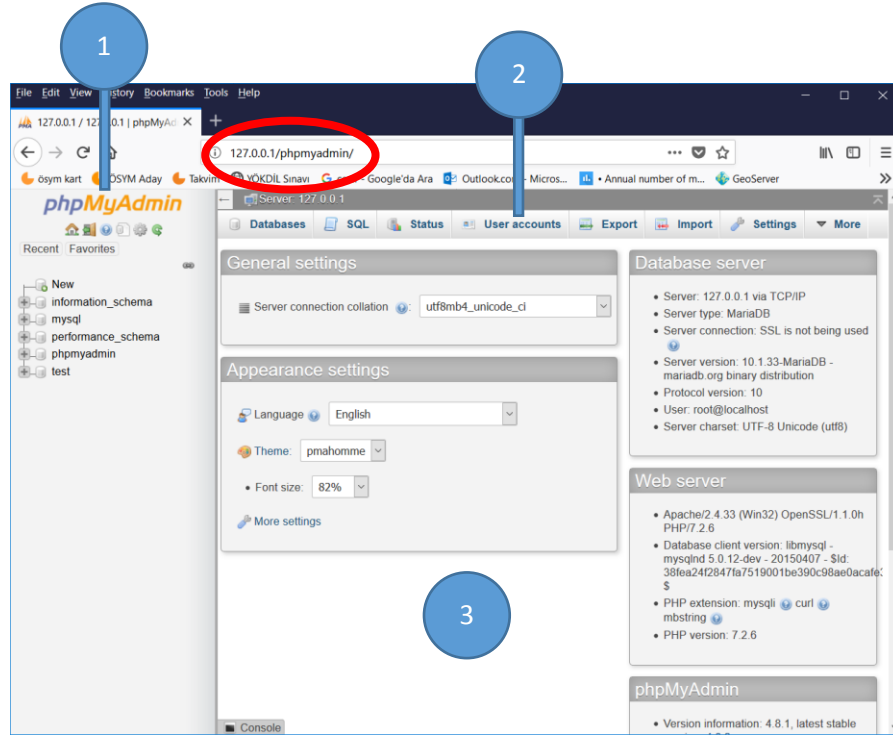 1
2
File Edit View History Bookmarks Tools Help
127.0.0.1 / 127.0.0.1 | phpMyAd
127.0.0.1/phpmyadmin/
ösym kart ÖSYM Aday Takvim YÖKDİL Sınavı Google'da Ara Outlook.com - Micros... • Annual number of m... GeoServer
phpMyAdmin
Server: 127.0.0.1
Databases SQL Status User accounts Export Import Settings More
Recent Favorites
New
information_schema
mysql
performance_schema
phpmyadmin
test
General settings
Server connection collation : utf8mb4_unicode_ci
Appearance settings
Language English
Theme: pmahomme
• Font size: 82%
More settings
3
Console
Database server
• Server: 127.0.0.1 via TCP/IP
• Server type: MariaDB
• Server connection: SSL is not being used
• Server version: 10.1.33-MariaDB -
mariadb.org binary distribution
• Protocol version: 10
• User: root@localhost
• Server charset: UTF-8 Unicode (utf8)
Web server
• Apache/2.4.33 (Win32) OpenSSL/1.1.0h
PHP/7.2.6
• Database client version: libmysql -
mysqlnd 5.0.12-dev - 20150407 - $Id:
38fea24f2847fa7519001be390c98ae0acafe
$
• PHP extension: mysqli curl
mbstring
• PHP version: 7.2.6
phpMyAdmin
• Version information: 4.8.1, latest stable